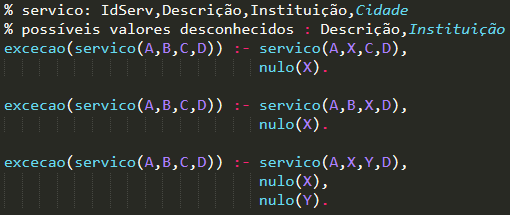 % servico: IdServ,Descrição,Instituição,Cidade
% possíveis valores desconhecidos : Descrição,Instituição
excecao(servico(A,B,C,D)) :- servico(A,X,C,D),
nulo(X).
excecao(servico(A,B,C,D)) :- servico(A,B,X,D),
nulo(X).
excecao(servico(A,B,C,D)) :- servico(A,X,Y,D),
nulo(X),
nulo(Y).